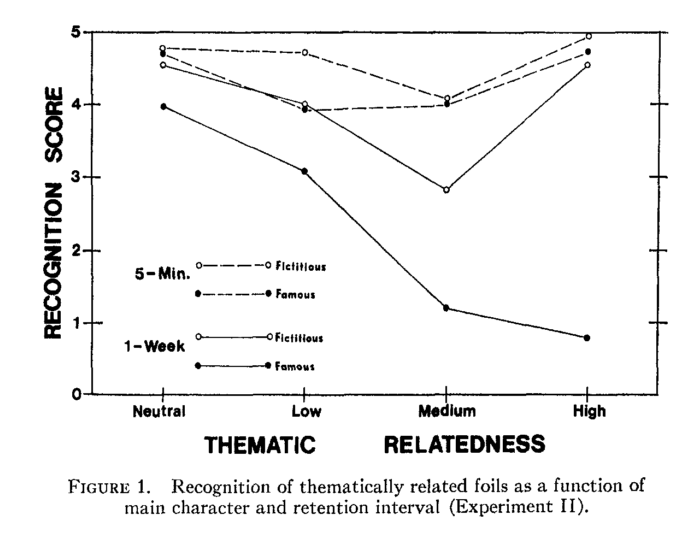 5
4
3
2
1
0
RECOGNITION SCORE
5-Min.
Fictitious
Famous
1-Week
Fictitious
Famous
Neutral Low Medium High
THEMATIC RELATEDNESS
FIGURE 1. Recognition of thematically related foils as a function of
main character and retention interval (Experiment II).